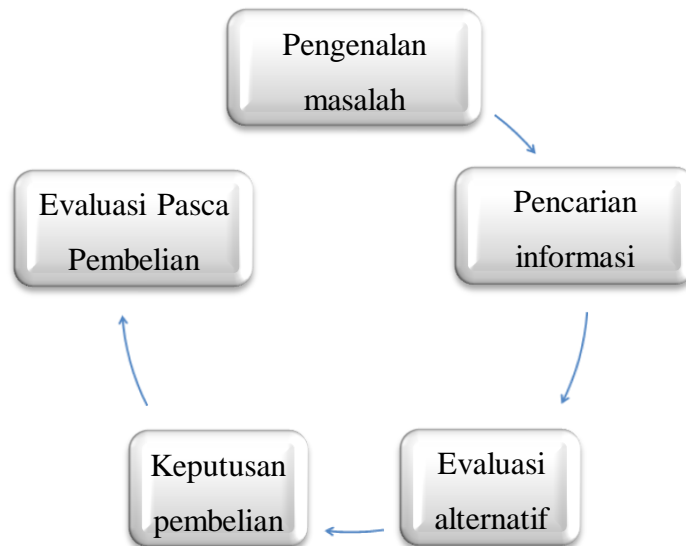 Pengenalan
masalah
Pencarian
informasi
Evaluasi
alternatif
Keputusan
pembelian
Evaluasi Pasca
Pembelian